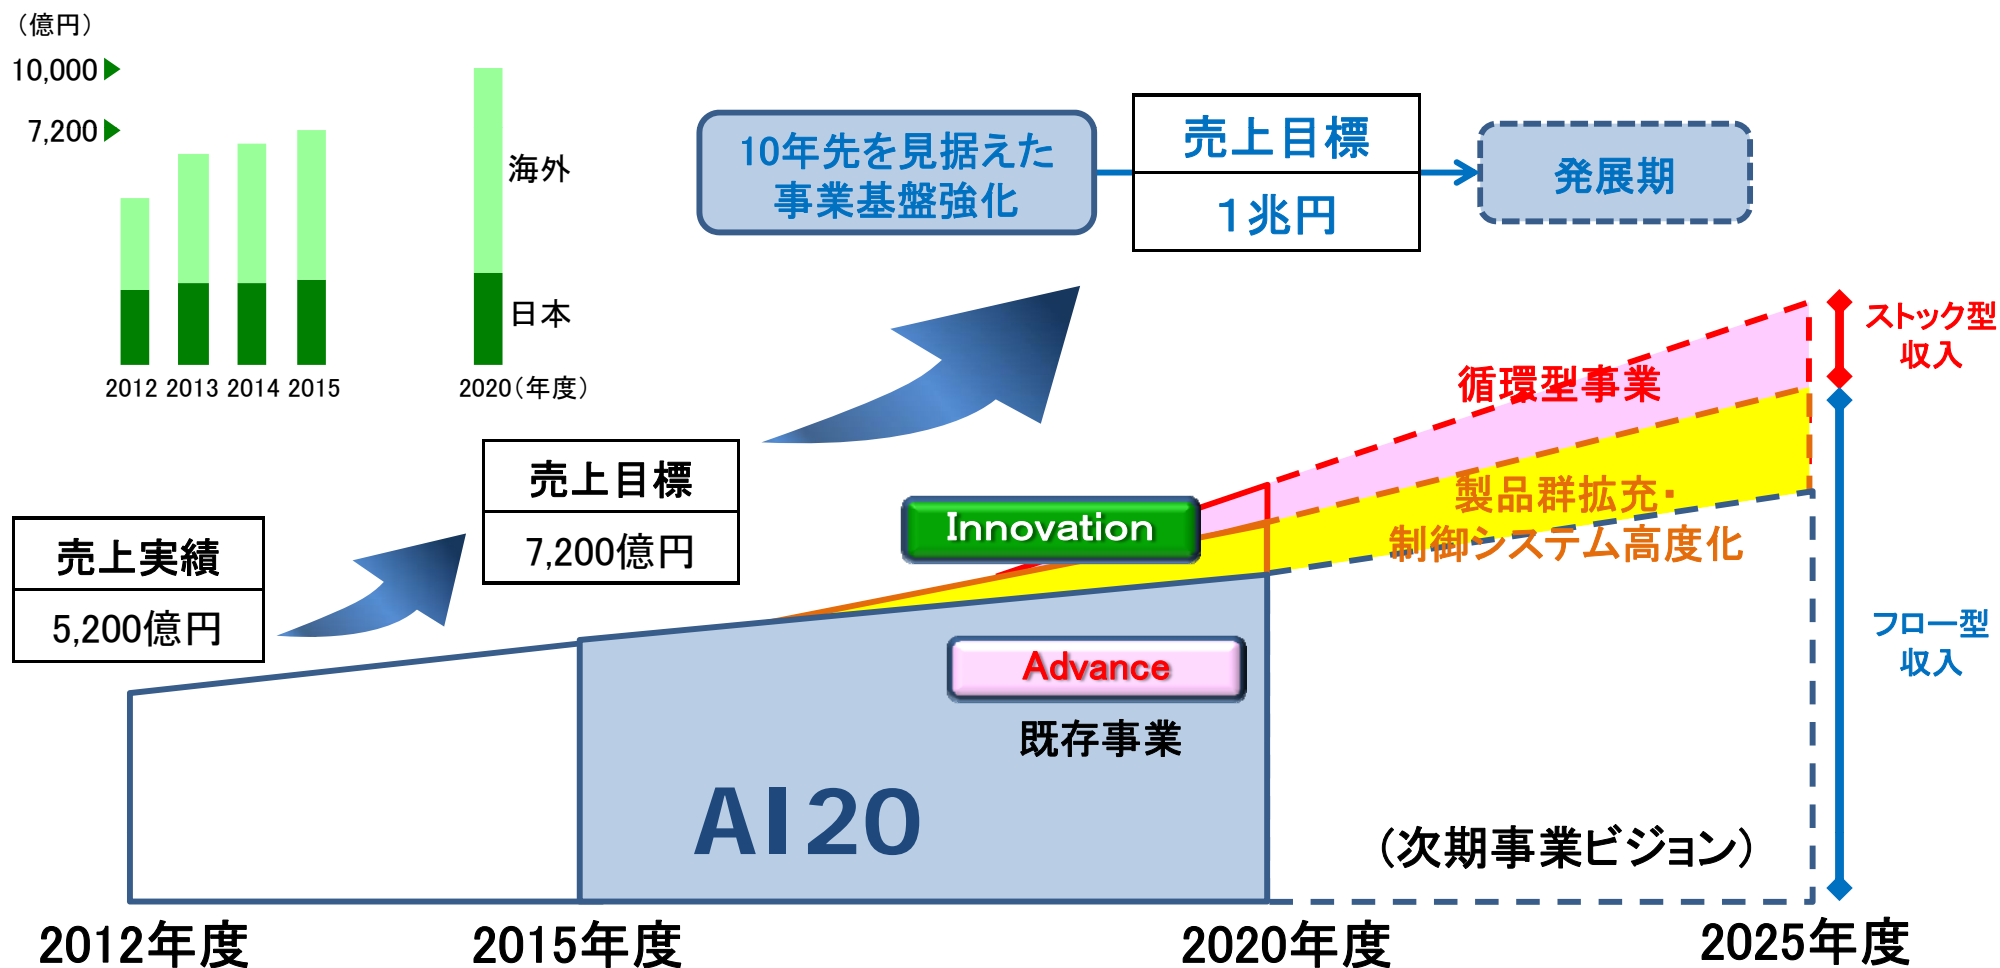 （億円）
10,000
7,200
海外
日本
2012 2013 2014 2015 2020（年度）
10年先を見据えた
事業基盤強化
売上目標
１兆円
発展期
売上実績
5,200億円
売上目標
7,200億円
Innovation
Advance
既存事業
AI20
循環型事業
製品群拡充・
制御システム高度化
ストック型
収入
フロー型
収入
（次期事業ビジョン）
2012年度 2015年度 2020年度 2025年度